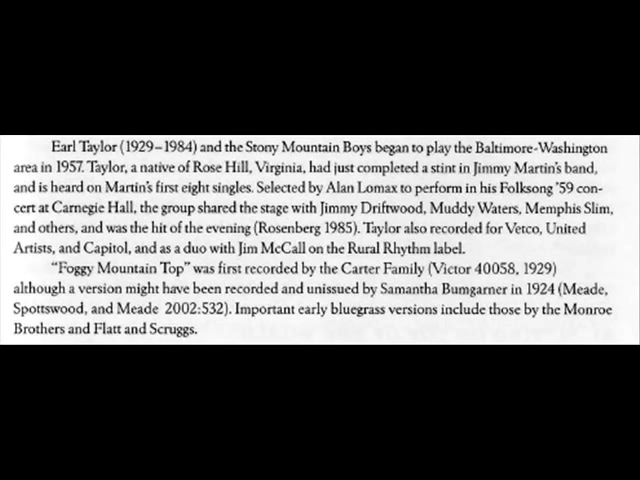 Earl Taylor (1929–1984) and the Stony Mountain Boys began to play the Baltimore-Washington
area in 1957. Taylor, a native of Rose Hill, Virginia, had just completed a stint in Jimmy Martin's band,
and is heard on Martin's first eight singles. Selected by Alan Lomax to perform in his Folksong '59 con-
cert at Carnegie Hall, the group shared the stage with Jimmy Driftwood, Muddy Waters, Memphis Slim,
and others, and was the hit of the evening (Rosenberg 1985). Taylor also recorded for Vetco, United
Artists, and Capitol, and as a duo with Jim McCall on the Rural Rhythm label.
"Foggy Mountain Top" was first recorded by the Carter Family (Victor 40058, 1929)
although a version might have been recorded and unissued by Samantha Bumgarner in 1924 (Meade,
Spottswood, and Meade 2002:532). Important early bluegrass versions include those by the Monroe
Brothers and Flatt and Scruggs.